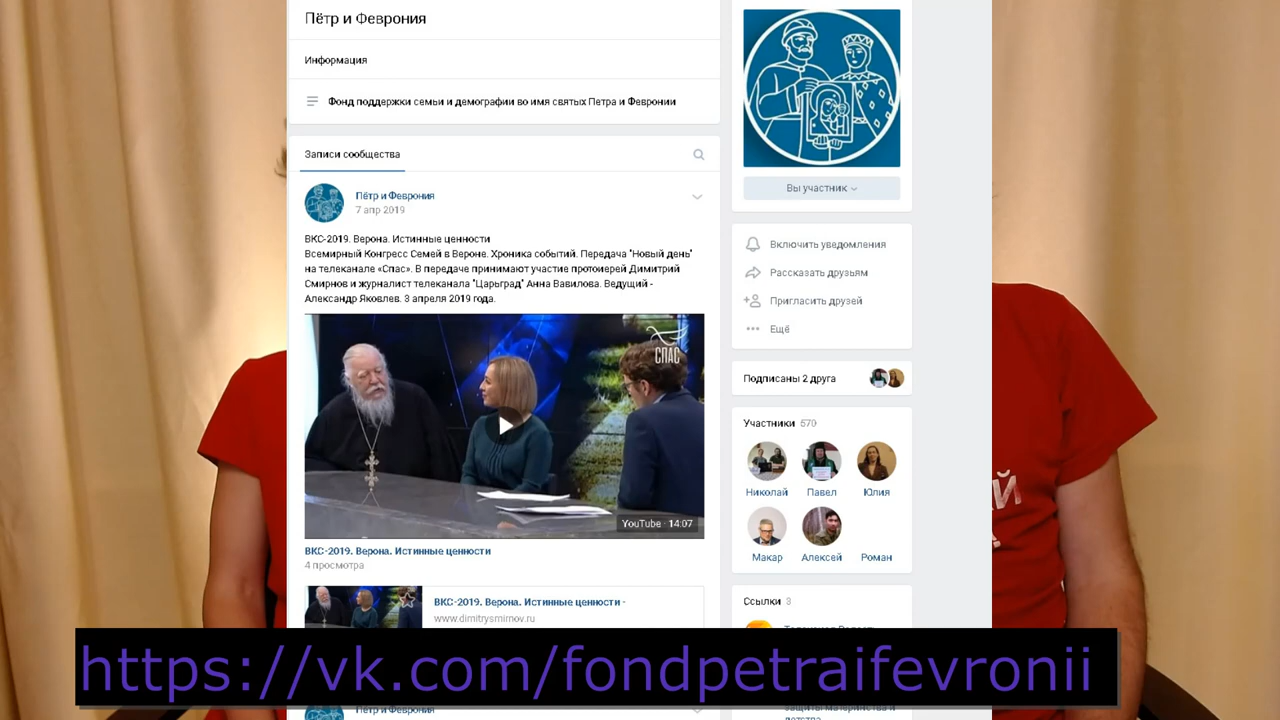 Пётр и Феврония
Информация
Фонд поддержки семьи и демографии во имя святых Петра и Февронии
Записи сообщества
Пётр и Феврония
7 апр 2019
ВКС-2019. Верона. Истинные ценности
Всемирный Конгресс Семей в Вероне. Хроника событий. Передача "Новый день"
на телеканале «Спас». В передаче принимают участие протоиерей Димитрий
Смирнов и журналист телеканала "Царьград" Анна Вавилова. Ведущий -
Александр Яковлев. 3 апреля 2019 года.
СПАС
YouTube · 14:07
ВКС-2019. Верона. Истинные ценности
4 просмотра
ВКС-2019. Верона. Истинные ценности -
www.dimitrysmirnov.ru
Пётр и Феврония
Вы участник
Включить уведомления
Рассказать друзьям
Пригласить друзей
Ещё
Подписаны 2 друга
Участники 570
Николай Павел Юлия
Макар Алексей Роман
Ссылки 3
защиты материнства и
детства
https://vk.com/fondpetraifevronii